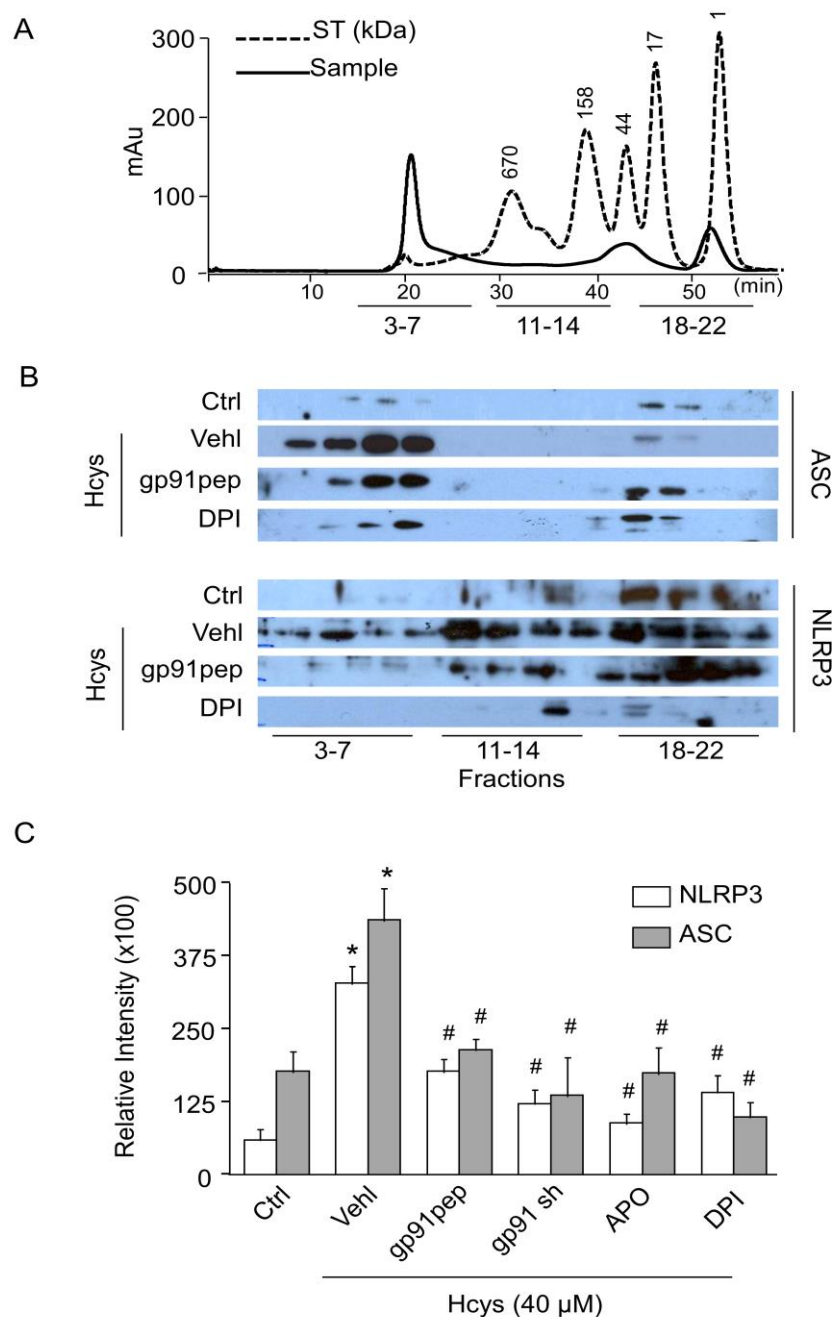 A
ST (kDa)
Sample
300
200
100
0
mAu
670
158
44
17
1
10
20
30
40
50
(min)
3-7
11-14
18-22
B
Ctrl
Vehl
gp91pep
DPI
Hcys
ASC
Ctrl
Vehl
gp91pep
DPI
Hcys
NLRP3
3-7
11-14
18-22
Fractions
C
Relative Intensity (x100)
500
375
250
125
0
NLRP3
ASC
*
*
#
#
#
#
#
#
#
#
Ctrl
Vehl
gp91pep
gp91 sh
APO
DPI
Hcys (40 µM)